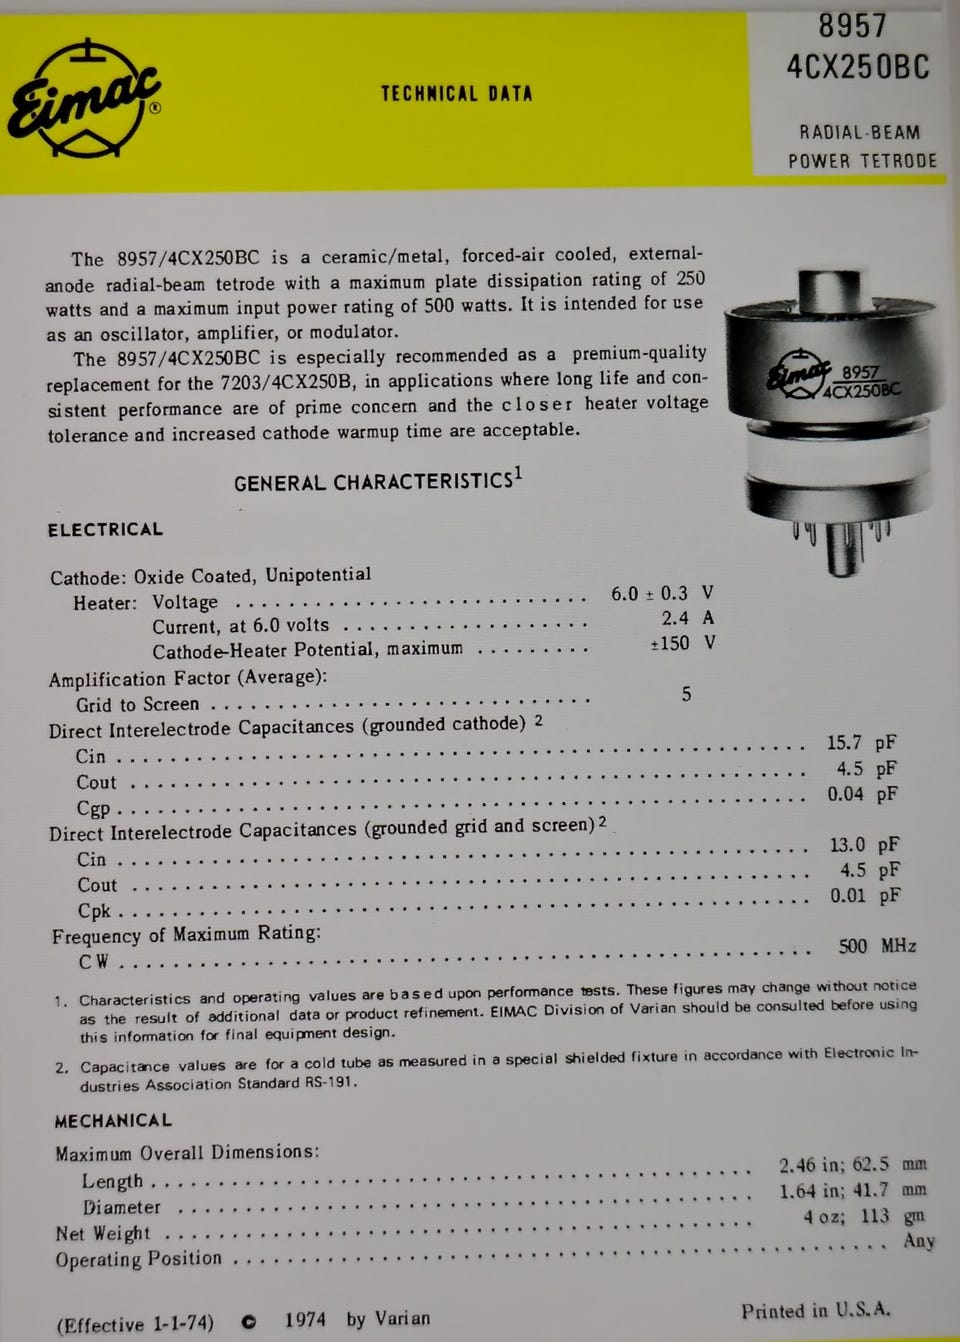 Eimac ®
TECHNICAL DATA
8957
4CX250BC
RADIAL-BEAM
POWER TETRODE
The 8957/4CX250BC is a ceramic/metal, forced-air cooled, external-
anode radial-beam tetrode with a maximum plate dissipation rating of 250
watts and a maximum input power rating of 500 watts. It is intended for use
as an oscillator, amplifier, or modulator.
The 8957/4CX250BC is especially recommended as a premium-quality
replacement for the 7203/4CX250B, in applications where long life and con-
sistent performance are of prime concern and the closer heater voltage
tolerance and increased cathode warmup time are acceptable.
Eimac 8957
4CX250BC
GENERAL CHARACTERISTICS1
ELECTRICAL
Cathode: Oxide Coated, Unipotential
Heater: Voltage . . . . . . . . . . 6.0 ± 0.3 V
Current, at 6.0 volts . . . . . . . . . . 2.4 A
Cathode-Heater Potential, maximum . . . . . . . . . ±150 V
Amplification Factor (Average):
Grid to Screen . . . . . . . . . . 5
Direct Interelectrode Capacitances (grounded cathode) 2
Cin . . . . . . . . . . 15.7 pF
Cout . . . . . . . . . . 4.5 pF
Cgp . . . . . . . . . . 0.04 pF
Direct Interelectrode Capacitances (grounded grid and screen) 2
Cin . . . . . . . . . . 13.0 pF
Cout . . . . . . . . . . 4.5 pF
Cpk . . . . . . . . . . 0.01 pF
Frequency of Maximum Rating:
CW . . . . . . . . . . 500 MHz
1. Characteristics and operating values are based upon performance tests. These figures may change without notice
as the result of additional data or product refinement. EIMAC Division of Varian should be consulted before using
this information for final equipment design.
2. Capacitance values are for a cold tube as measured in a special shielded fixture in accordance with Electronic In-
dustries Association Standard RS-191.
MECHANICAL
Maximum Overall Dimensions:
Length . . . . . . . . . . 2.46 in; 62.5 mm
Diameter . . . . . . . . . . 1.64 in; 41.7 mm
Net Weight . . . . . . . . . . 4 oz; 113 gm
Operating Position . . . . . . . . . . Any
(Effective 1-1-74) © 1974 by Varian
Printed in U.S.A.